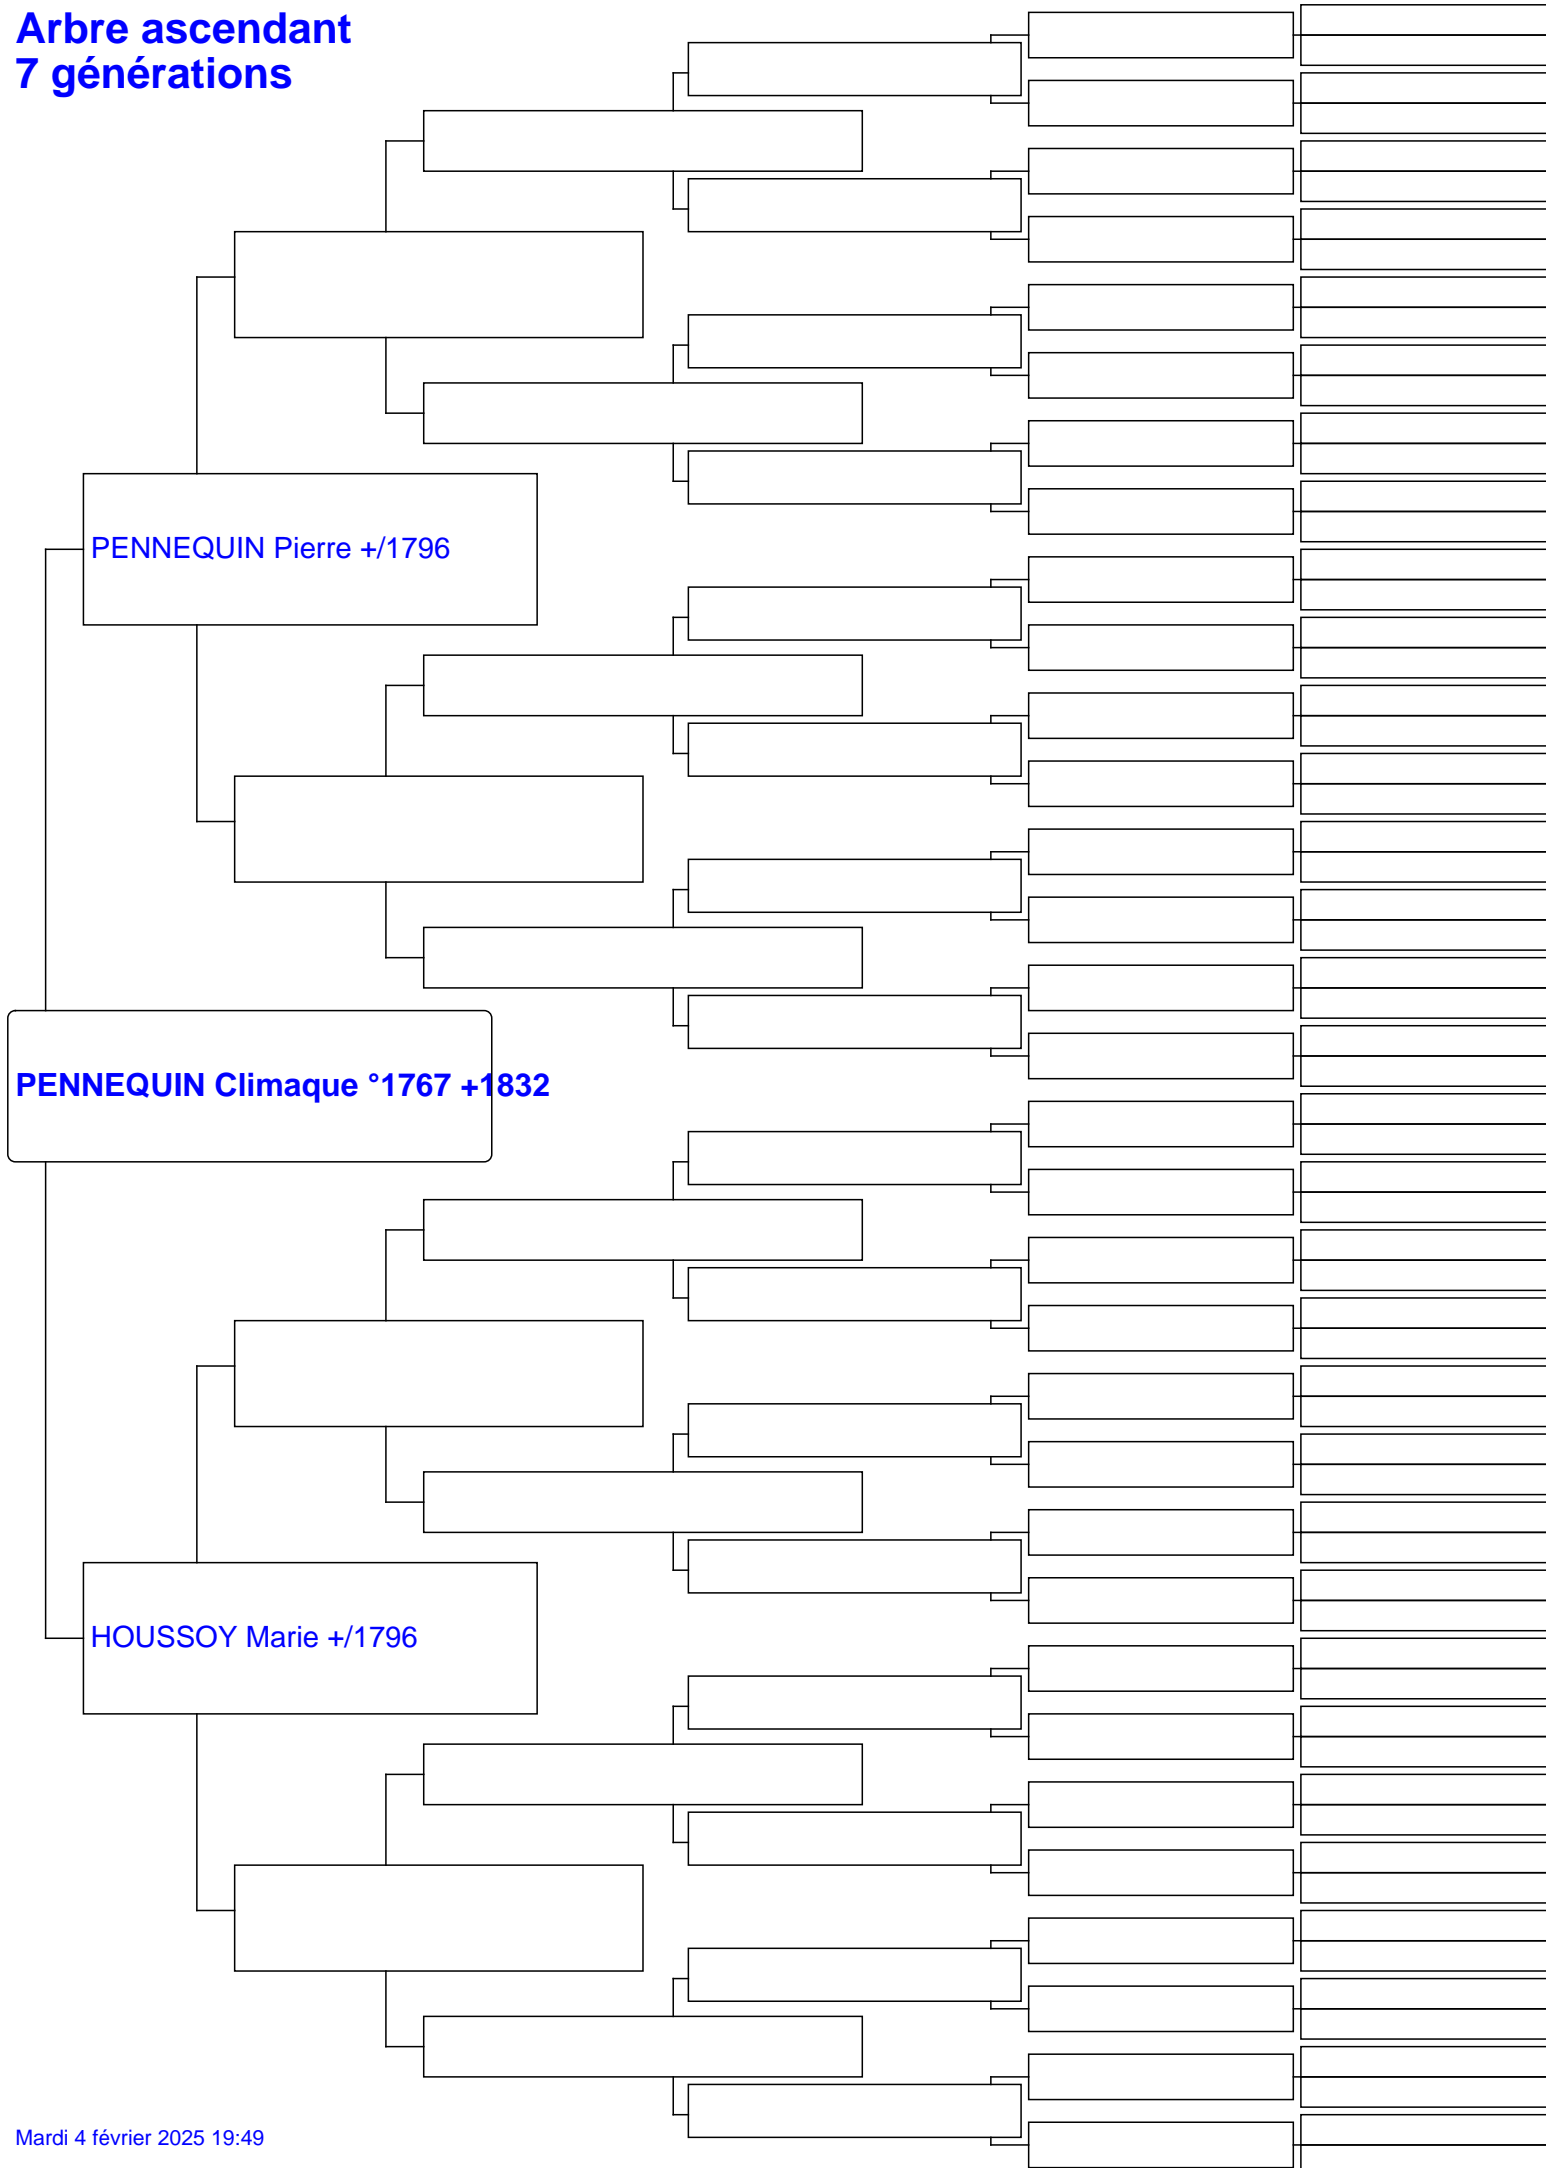 Arbre ascendant
7 générations
PENNEQUIN Pierre +/1796
PENNEQUIN Climaque °1767 +1832
HOUSSOY Marie +/1796
Mardi 4 février 2025 19:49